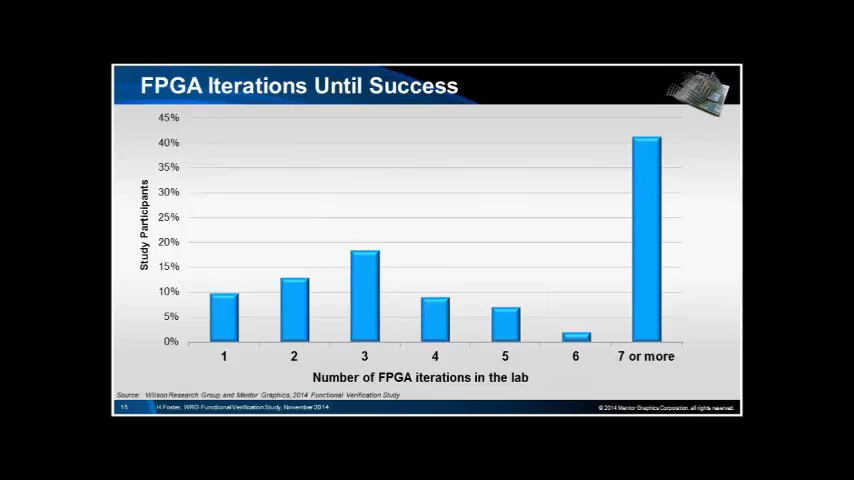 FPGA Iterations Until Success
45%
40%
35%
30%
25%
20%
15%
10%
5%
0%
Study Participants
1 2 3 4 5 6 7 or more
Number of FPGA iterations in the lab
Source: Wilson Research Group and Mentor Graphics, 2014 Functional Verification Study
15 H Foster, WRG Functional Verification Study, November 2014 © 2014 Mentor Graphics Corporation, all rights reserved.